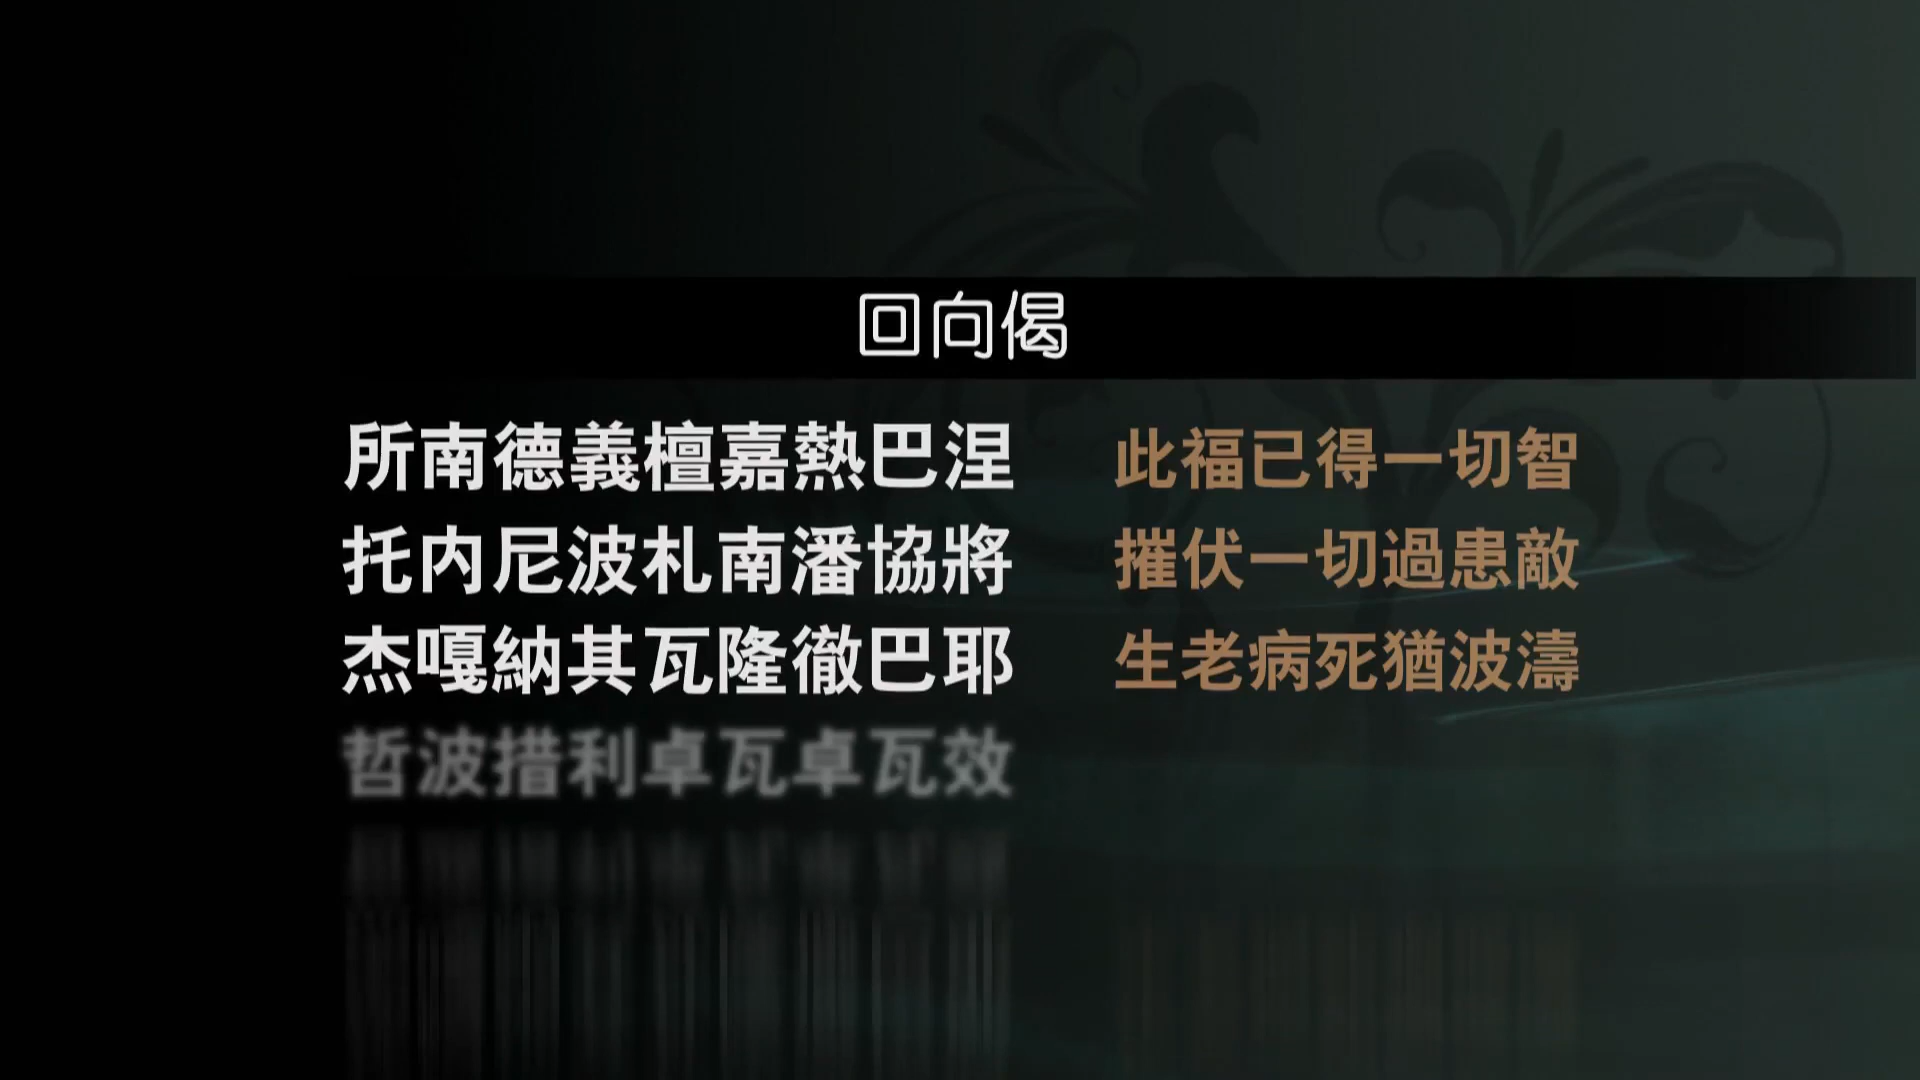 回向偈
所南德義檀嘉熱巴涅 此福已得一切智
托內尼波札南潘協將 摧伏一切過患敵
杰嘎納其瓦隆徹巴耶 生老病死猶波濤
哲波措利卓瓦卓瓦效